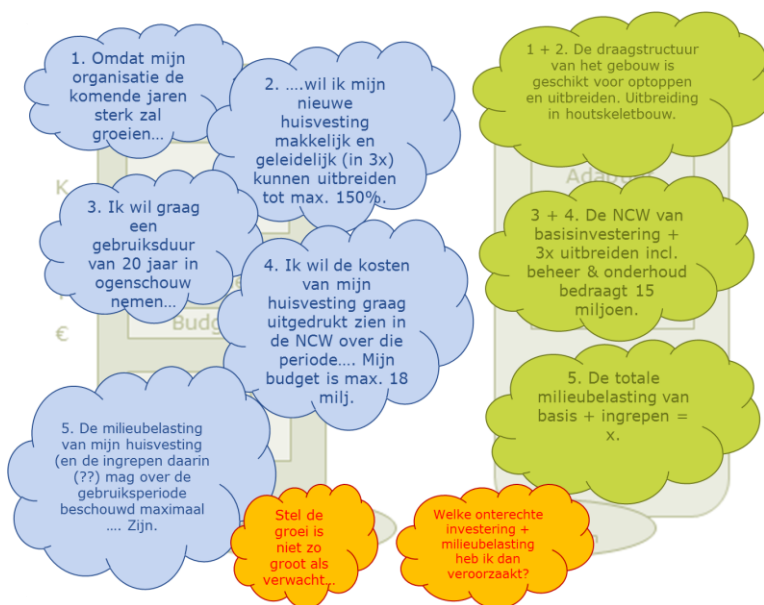 1. Omdat mijn
organisatie de
komende jaren
sterk zal
groeien…
2. ….wil ik mijn
nieuwe
huisvesting
makkelijk en
geleidelijk (in 3x)
kunnen uitbreiden
tot max. 150%.
3. Ik wil graag
een
gebruiksduur
van 20 jaar in
ogenschouw
nemen…
4. Ik wil de kosten
van mijn
huisvesting graag
uitgedrukt zien in
de NCW over die
periode…. Mijn
budget is max. 18
milj.
5. De milieubelasting
van mijn huisvesting
(en de ingrepen daarin
(??) mag over de
gebruiksperiode
beschouwd maximaal
…. Zijn.
Stel de
groei is
niet zo
groot als
verwacht…
Welke onterechte
investering +
milieubelasting
heb ik dan
veroorzaakt?
1 + 2. De draagstructuur
van het gebouw is
geschikt voor optoppen
en uitbreiden. Uitbreiding
in houtskeletbouw.
3 + 4. De NCW van
basisinvestering +
3x uitbreiden incl.
beheer & onderhoud
bedraagt 15
miljoen.
5. De totale
milieubelasting van
basis + ingrepen =
x.
K
€
Budg